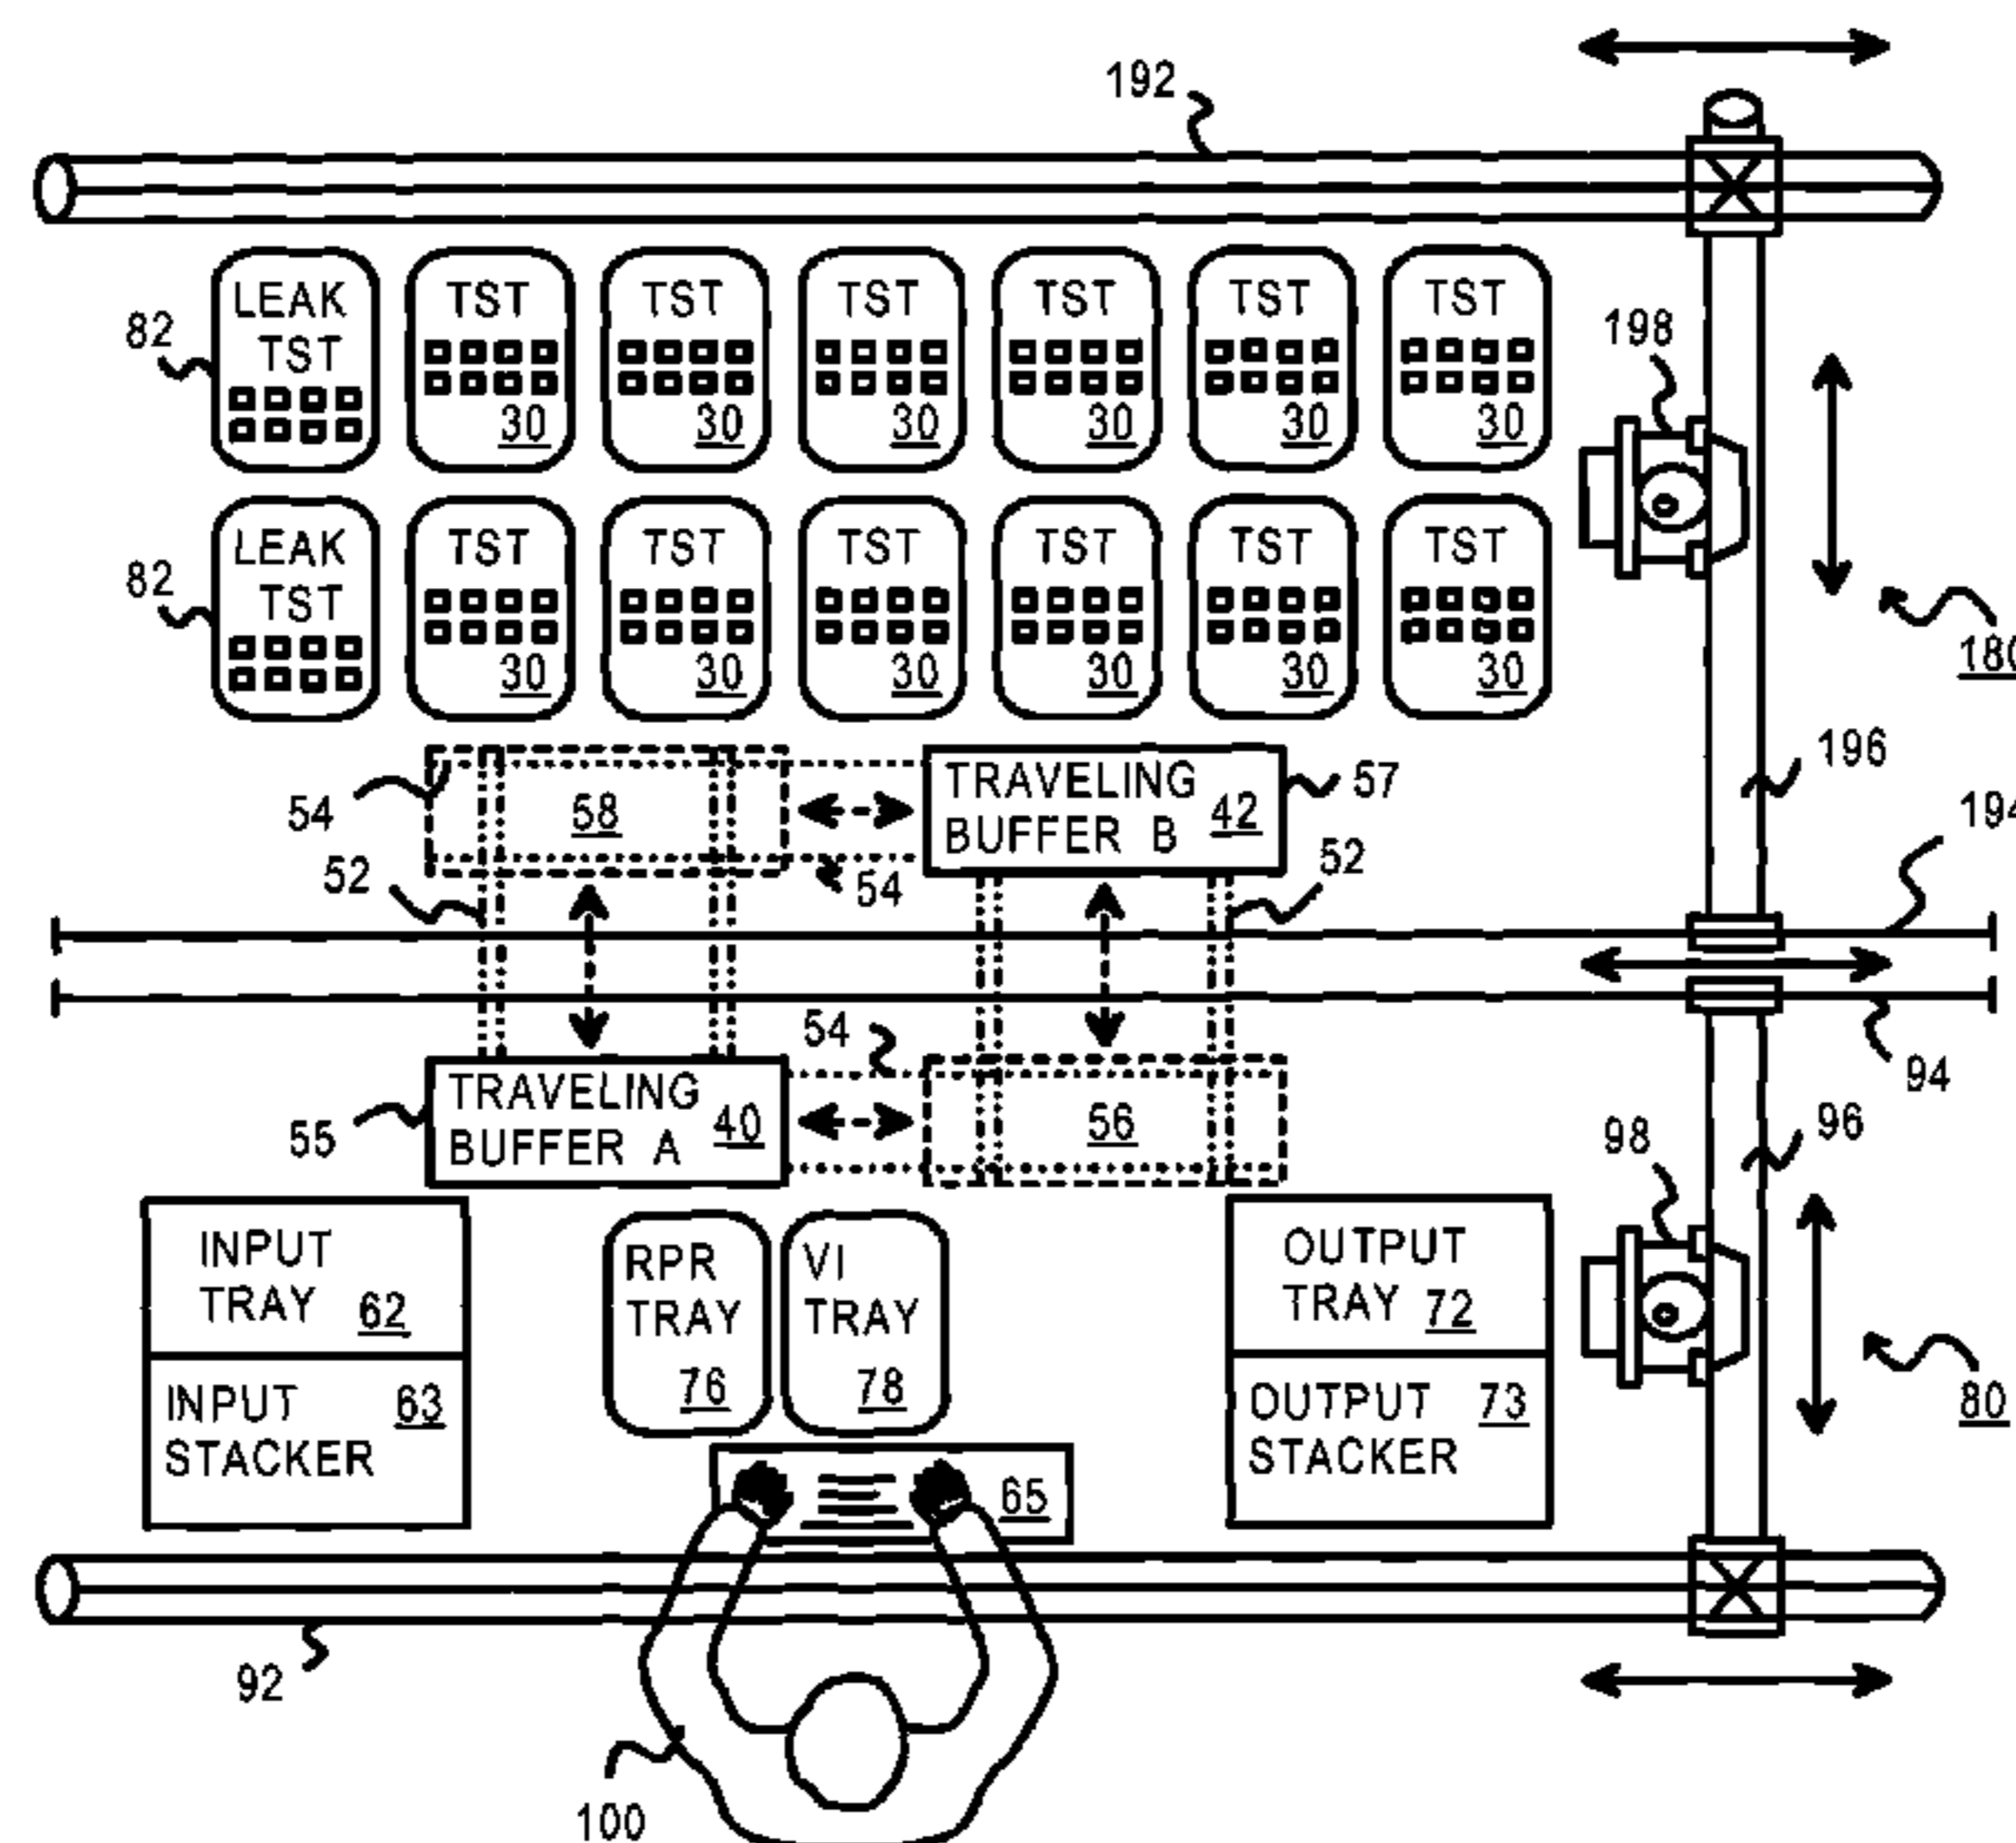 192
LEAK TST TST TST TST TST TST TST
82
30 30 30 30 30 30
198
LEAK TST TST TST TST TST TST TST
82
30 30 30 30 30 30
180
196
54
58
TRAVELING
BUFFER B 42
57
194
52
54
52
54
94
TRAVELING
BUFFER A 40
55
56
98
96
INPUT
TRAY 62
RPR
TRAY
76
VI
TRAY
78
OUTPUT
TRAY 72
INPUT
STACKER 63
OUTPUT
STACKER 73
80
65
92
100